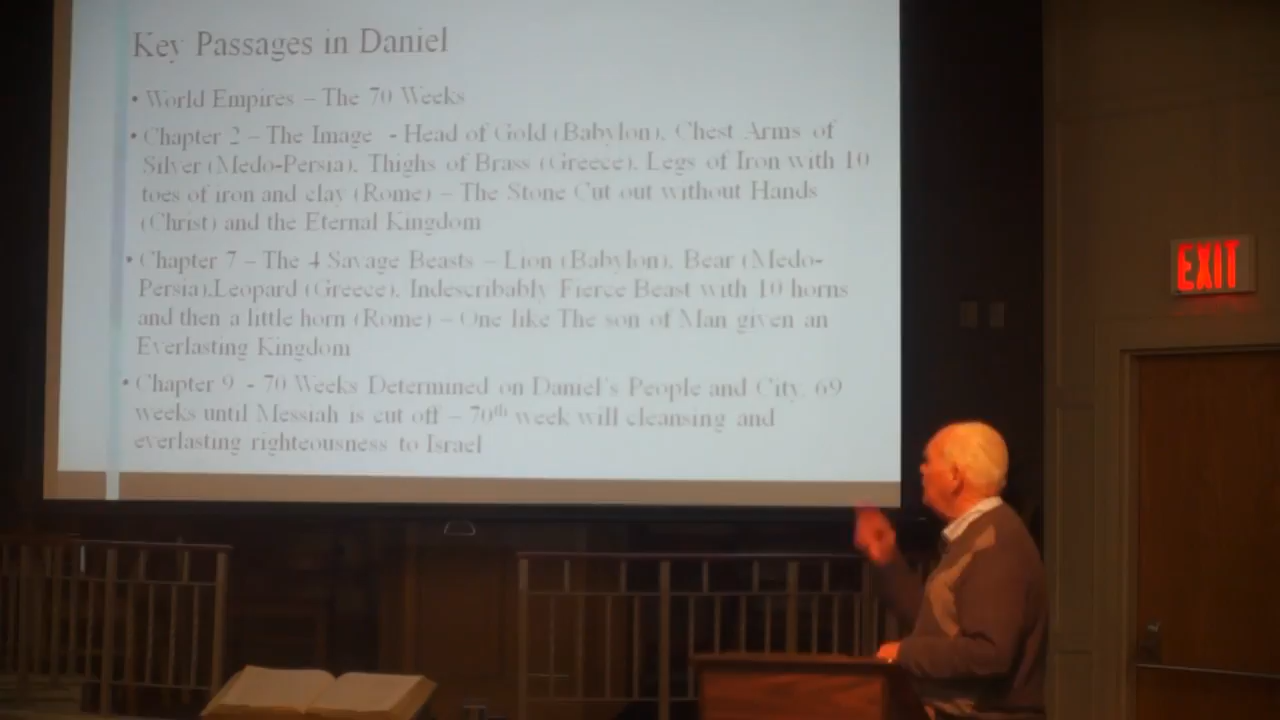 Key Passages in Daniel
• World Empires – The 70 Weeks
• Chapter 2 – The Image - Head of Gold (Babylon), Chest Arms of
Silver (Medo-Persia), Thighs of Brass (Greece), Legs of Iron with 10
toes of iron and clay (Rome) – The Stone Cut out without Hands
(Christ) and the Eternal Kingdom
• Chapter 7 – The 4 Savage Beasts – Lion (Babylon), Bear (Medo-
Persia),Leopard (Greece), Indescribably Fierce Beast with 10 horns
and then a little horn (Rome) – One like The son of Man given an
Everlasting Kingdom
• Chapter 9 - 70 Weeks Determined on Daniel's People and City, 69
weeks until Messiah is cut off – 70th week will cleansing and
everlasting righteousness to Israel
EXIT